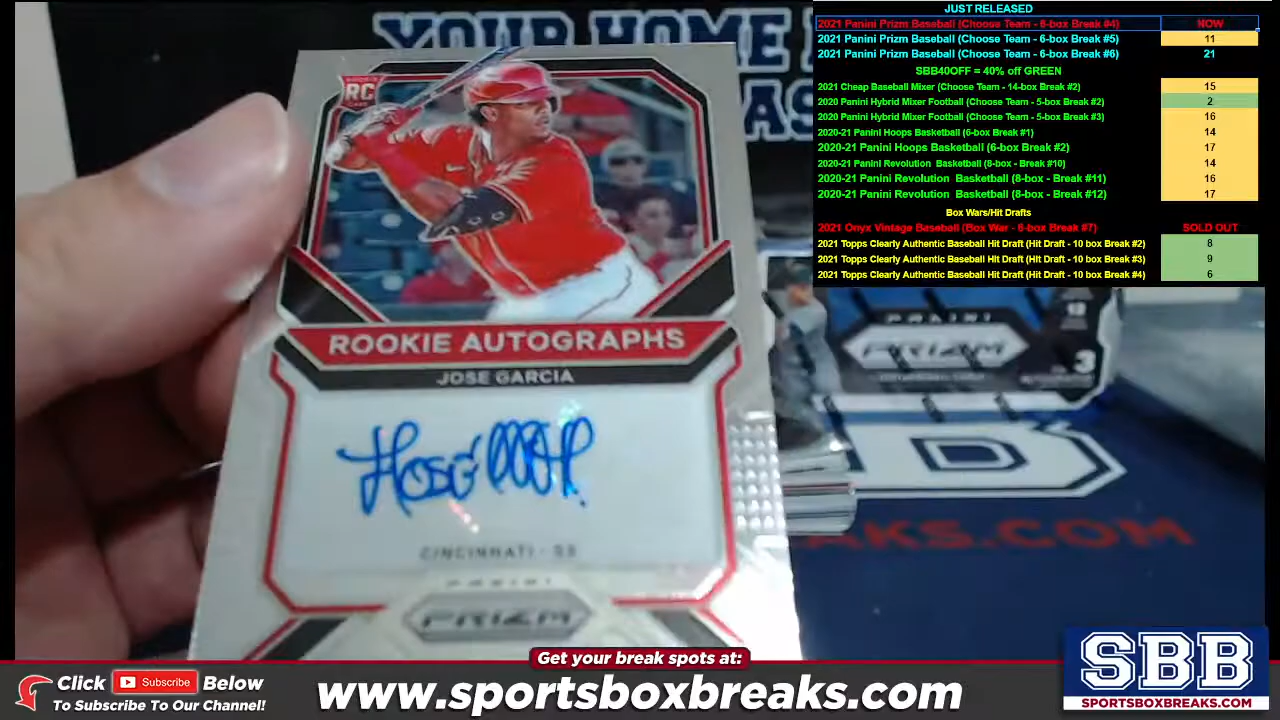 YOUR HOME
ROOKIE
RC
CARD
ROOKIE AUTOGRAPHS
JOSE GARCIA
CINCINNATI - SS
PANINI
PRIZM
PANINI
PRIZM
3
JUST RELEASED
2021 Panini Prizm Baseball (Choose Team - 6-box Break #4) NOW
2021 Panini Prizm Baseball (Choose Team - 6-box Break #5) 11
2021 Panini Prizm Baseball (Choose Team - 6-box Break #6) 21
SBB40OFF = 40% off GREEN
2021 Cheap Baseball Mixer (Choose Team - 14-box Break #2) 15
2020 Panini Hybrid Mixer Football (Choose Team - 5-box Break #2) 2
2020 Panini Hybrid Mixer Football (Choose Team - 5-box Break #3) 16
2020-21 Panini Hoops Basketball (6-box Break #1) 14
2020-21 Panini Hoops Basketball (6-box Break #2) 17
2020-21 Panini Revolution Basketball (8-box - Break #10) 14
2020-21 Panini Revolution Basketball (8-box - Break #11) 16
2020-21 Panini Revolution Basketball (8-box - Break #12) 17
Box Wars/Hit Drafts
2021 Onyx Vintage Baseball (Box War - 6-box Break #7) SOLD OUT
2021 Topps Clearly Authentic Baseball Hit Draft (Hit Draft - 10 box Break #2) 8
2021 Topps Clearly Authentic Baseball Hit Draft (Hit Draft - 10 box Break #3) 9
2021 Topps Clearly Authentic Baseball Hit Draft (Hit Draft - 10 box Break #4) 6
Get your break spots at:
Click Subscribe Below
To Subscribe To Our Channel!
www.sportsboxbreaks.com
SBB
SPORTSBOXBREAKS.COM